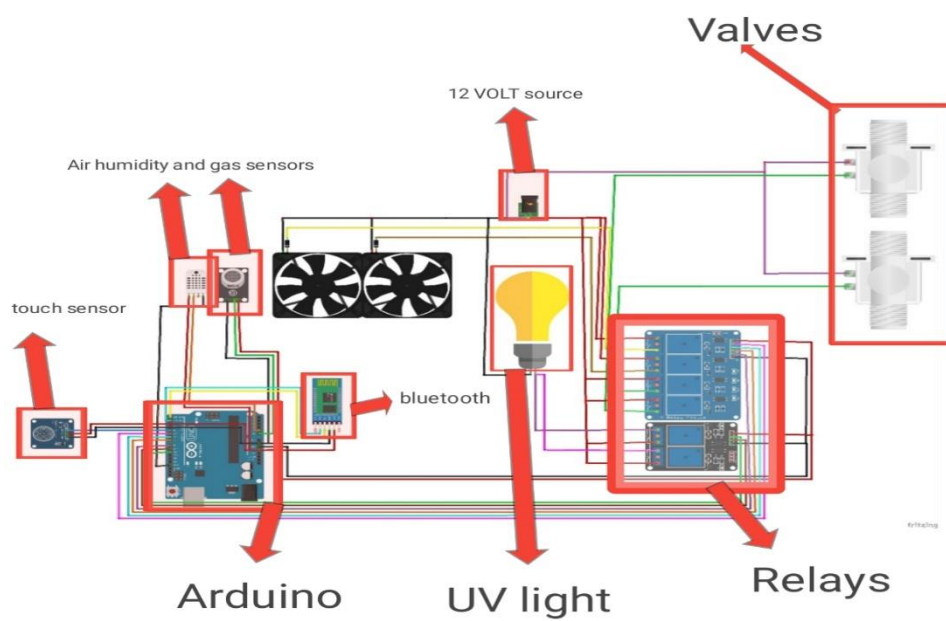 Valves
12 VOLT source
Air humidity and gas sensors
touch sensor
bluetooth
Arduino
UV light
Relays
fritzing